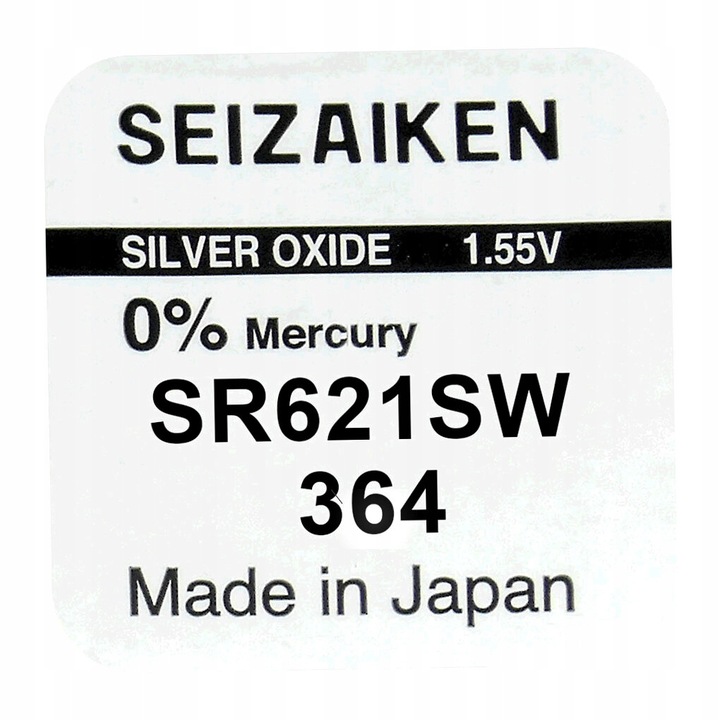 SEIZAIKEN
SILVER OXIDE 1.55V
0% Mercury
SR621SW
364
Made in Japan